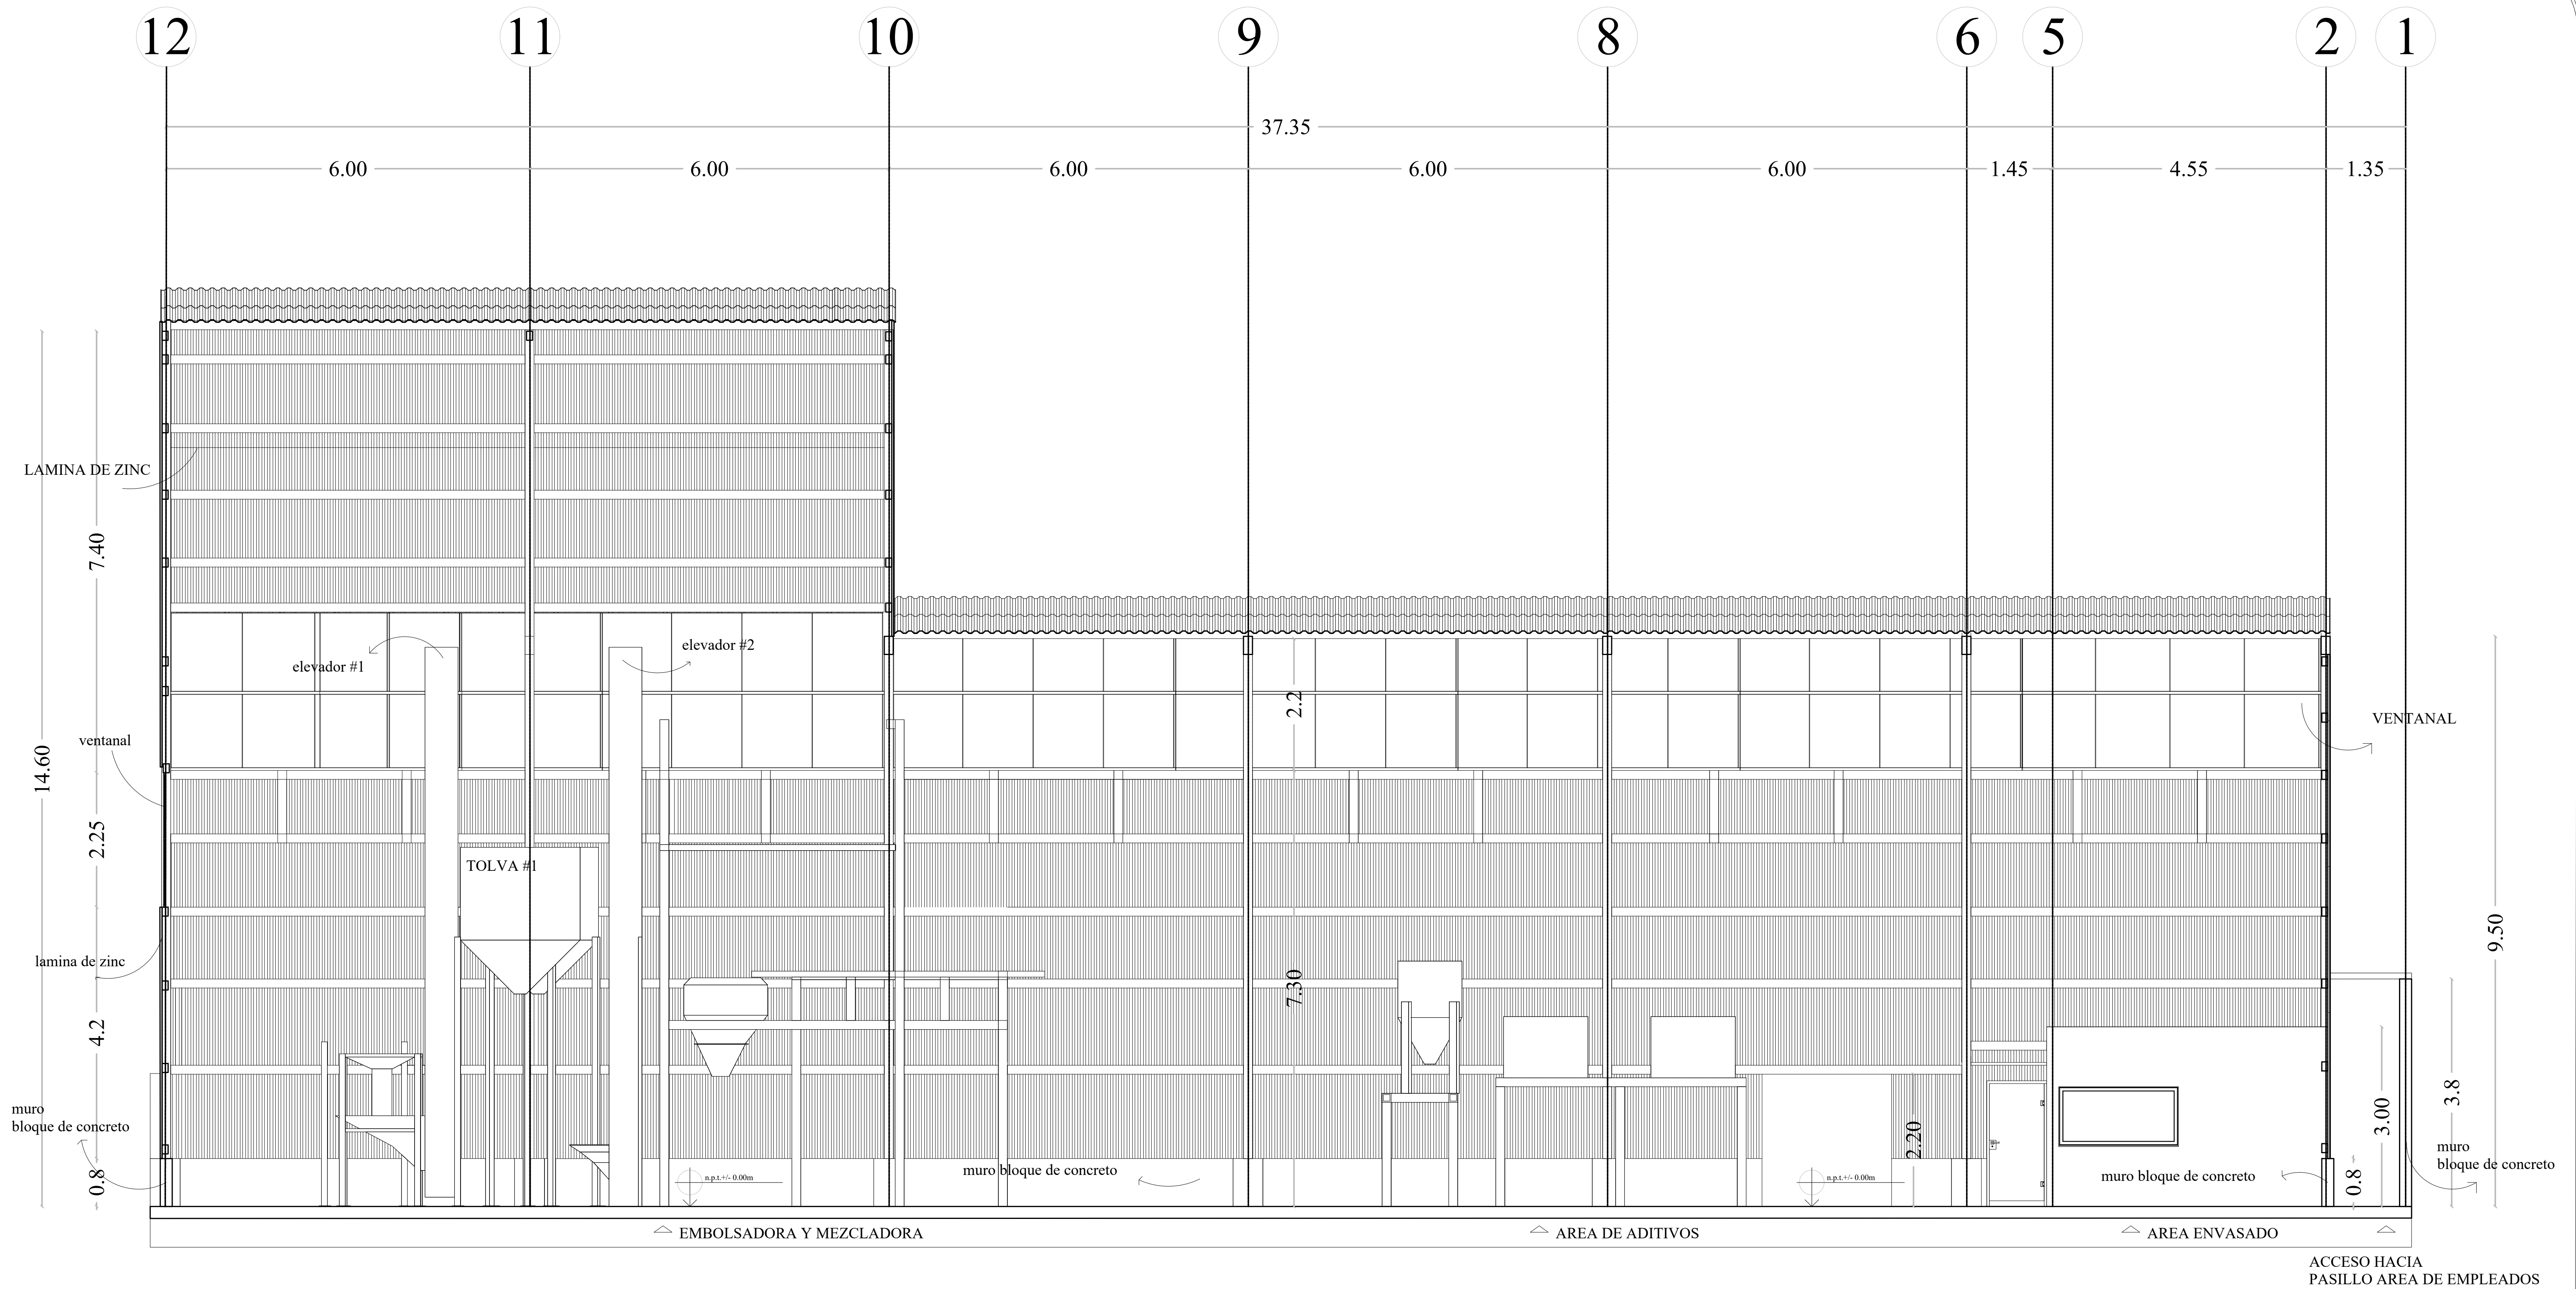 12 11 10 9 8 6 5 2 1
37.35
6.00 6.00 6.00 6.00 6.00 1.45 4.55 1.35
LAMINA DE ZINC
7.40
elevador #1
elevador #2
2.2
ventanal
VENTANAL
14.60
2.25
TOLVA #1
9.50
lamina de zinc
7.30
4.2
muro
bloque de concreto
3.8
3.00
2.20
muro bloque de concreto
muro
bloque de concreto
muro bloque de concreto
n.p.t.+/- 0.00m
n.p.t.+/- 0.00m
0.8
0.8
EMBOLSADORA Y MEZCLADORA
AREA DE ADITIVOS
AREA ENVASADO
ACCESO HACIA
PASILLO AREA DE EMPLEADOS